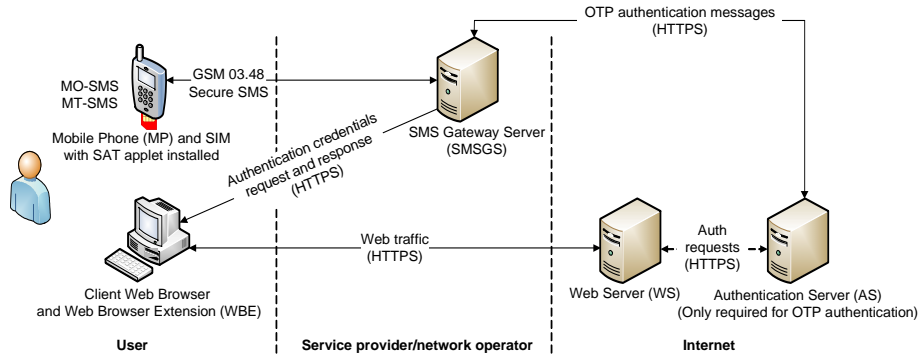 OTP authentication messages
(HTTPS)
GSM 03.48
Secure SMS
MO-SMS
MT-SMS
Mobile Phone (MP) and SIM
with SAT applet installed
SMS Gateway Server
(SMSGS)
Authentication credentials
request and response
(HTTPS)
Web traffic
(HTTPS)
Auth
requests
(HTTPS)
Client Web Browser
and Web Browser Extension (WBE)
Web Server (WS)
Authentication Server (AS)
(Only required for OTP authentication)
User
Service provider/network operator
Internet